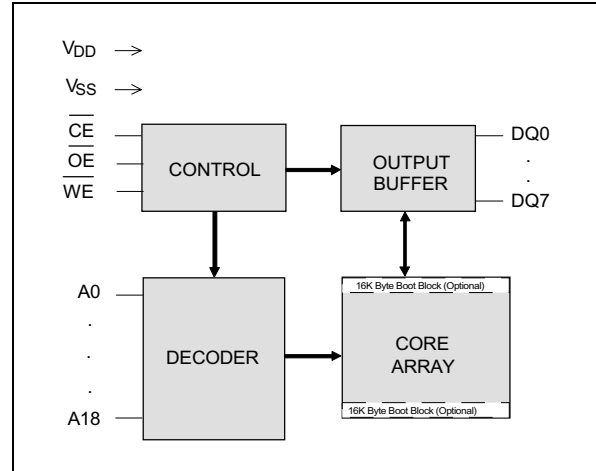 VDD
VSS
CE
OE
WE
CONTROL
OUTPUT
BUFFER
DQ0
.
.
DQ7
A0
.
.
.
A18
DECODER
16K Byte Boot Block (Optional)
CORE
ARRAY
16K Byte Boot Block (Optional)